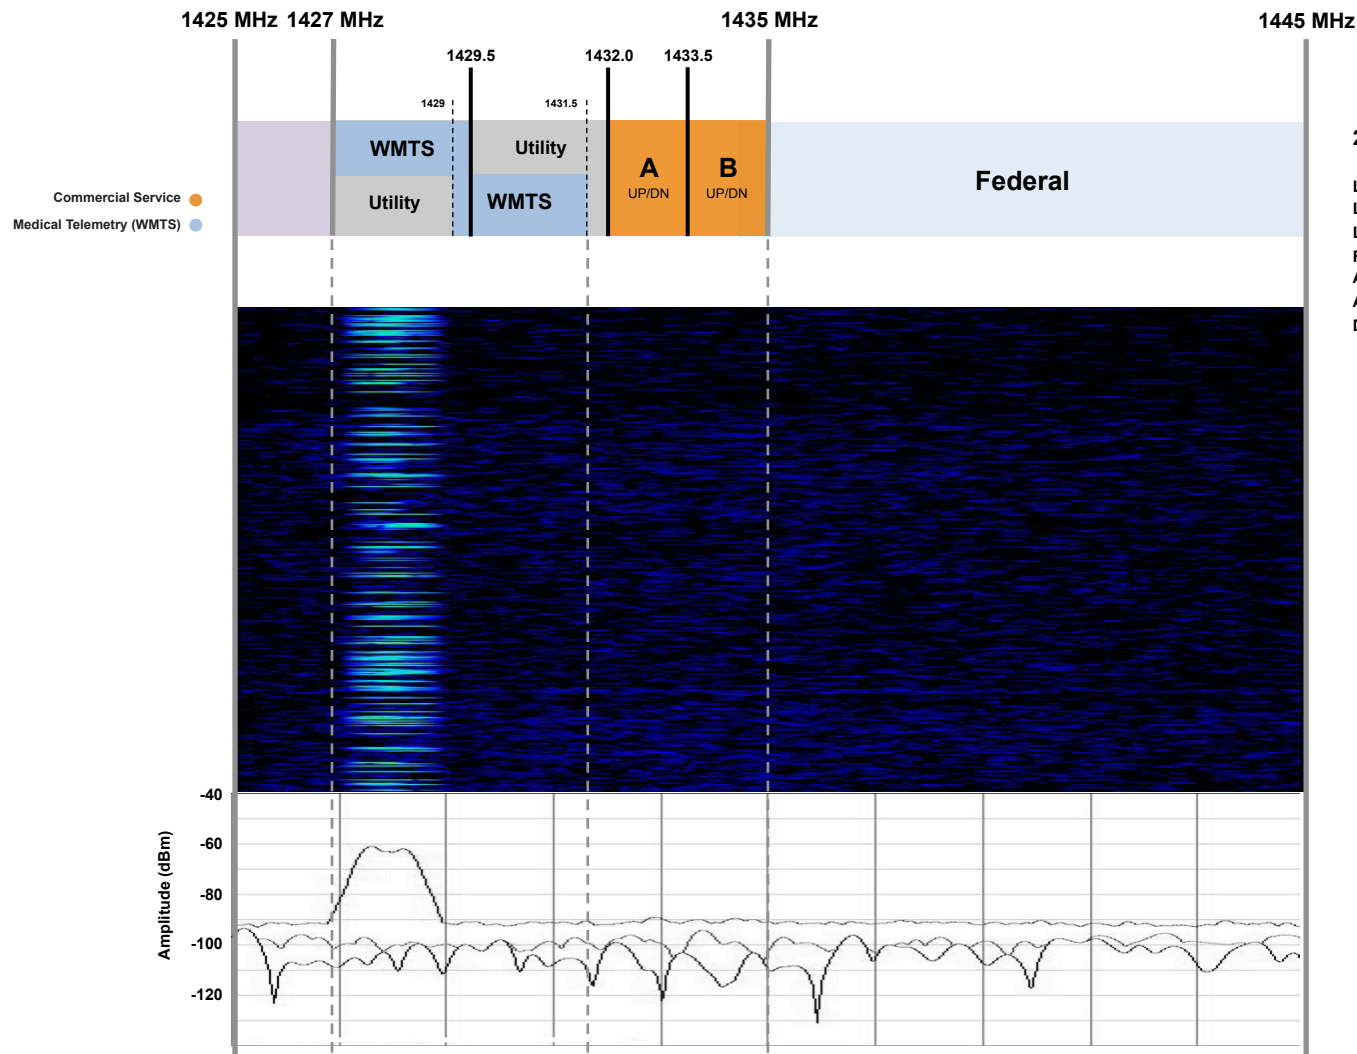 1425 MHz 1427 MHz 1435 MHz 1445 MHz
1429.5 1432.0 1433.5
1429 1431.5
WMTS Utility
A B
UP/DN UP/DN
Utility WMTS
Federal
Commercial Service
Medical Telemetry (WMTS)
2
L
L
L
F
A
A
D
Amplitude (dBm)
-40
-60
-80
-100
-120